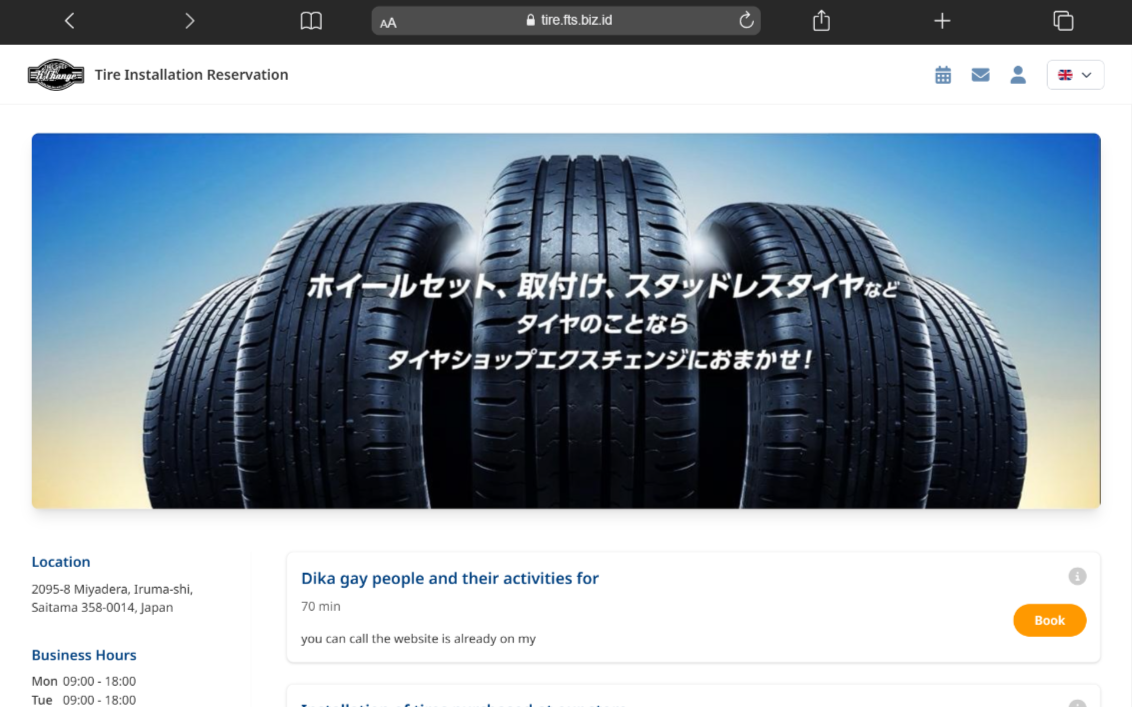 AA
tire.fts.biz.id
Tire Installation Reservation
ホイールセット、取付け、スタッドレスタイヤなど
タイヤのことなら
タイヤショップエクスチェンジにおまかせ!
Location
2095-8 Miyadera, Iruma-shi,
Saitama 358-0014, Japan
Business Hours
Mon 09:00 - 18:00
Tue 09:00 - 18:00
Dika gay people and their activities for
70 min
you can call the website is already on my
Book